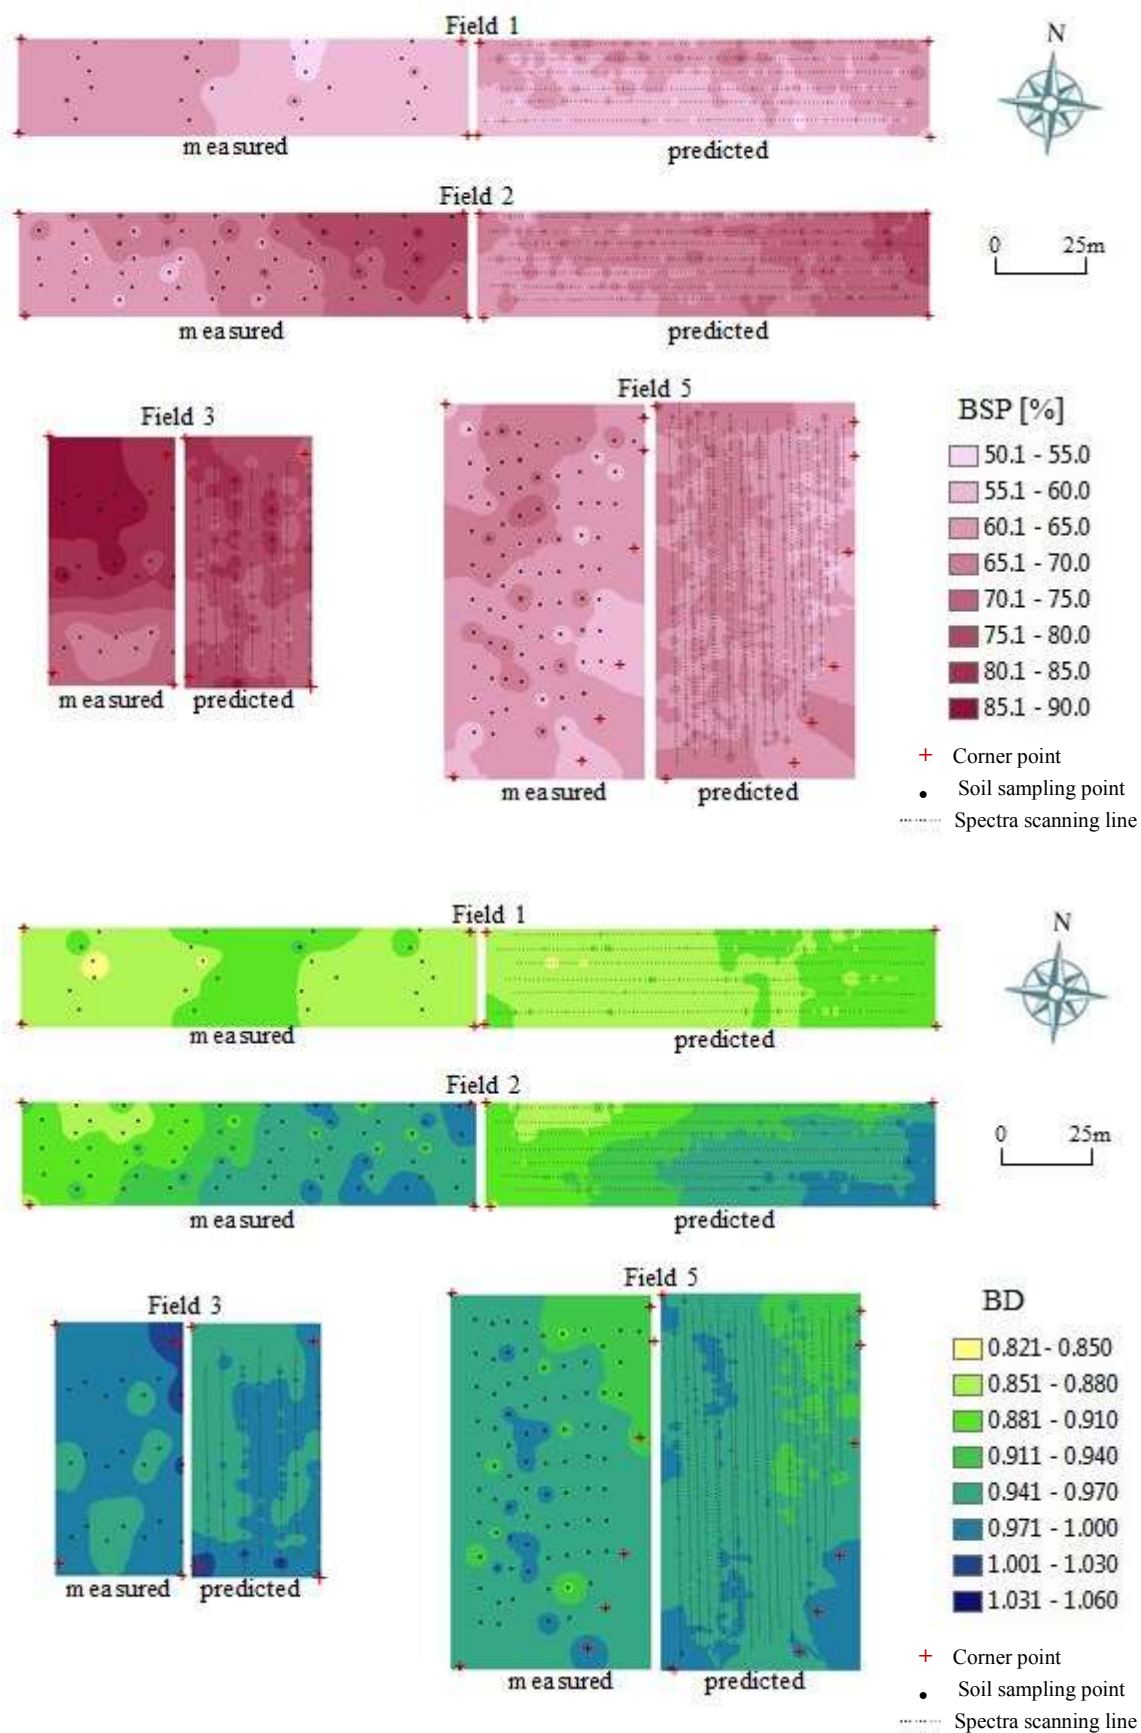 Field 1
N
measured
predicted
Field 2
0 25m
measured
predicted
Field 3
Field 5
BSP [%]
50.1 - 55.0
55.1 - 60.0
60.1 - 65.0
65.1 - 70.0
70.1 - 75.0
75.1 - 80.0
80.1 - 85.0
85.1 - 90.0
measured predicted
measured predicted
Corner point
Soil sampling point
Spectra scanning line
Field 1
N
measured
predicted
Field 2
0 25m
measured
predicted
Field 3
Field 5
BD
0.821- 0.850
0.851 - 0.880
0.881 - 0.910
0.911 - 0.940
0.941 - 0.970
0.971 - 1.000
1.001 - 1.030
1.031 - 1.060
measured predicted
measured predicted
Corner point
Soil sampling point
Spectra scanning line